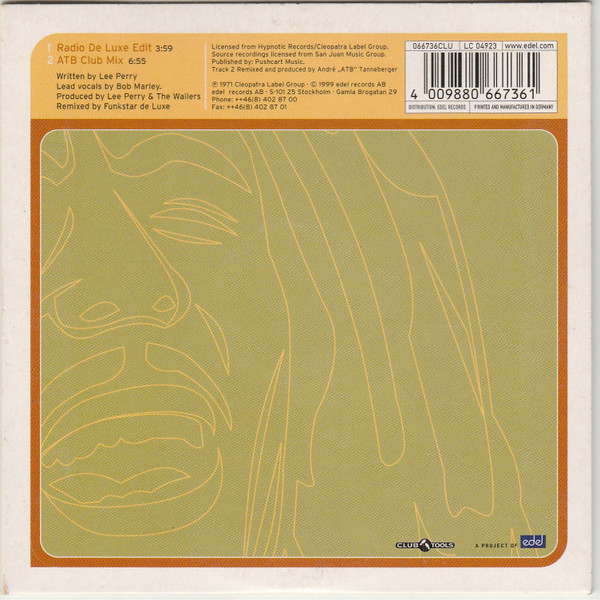 1 Radio De Luxe Edit 3:59
2 ATB Club Mix 6:55
Written by Lee Perry
Lead vocals by Bob Marley.
Produced by Lee Perry & The Wailers
Remixed by Funkstar de Luxe
Licensed from Hypnotic Records/Cleopatra Label Group.
Source recordings licensed from San Juan Music Group.
Published by: Pushcart Music.
Track 2 Remixed and produced by André „ATB" Tanneberger
℗ 1971 Cleopatra Label Group · © 1999 edel records AB
edel records AB · S-101 25 Stockholm · Gamla Brogatan 29
Phone: ++46(8) 402 87 00
Fax: ++46(8) 402 87 01
066736CLU LC 04923 www.edel.com
4 009880 667361
DISTRIBUTION: EDEL RECORDS PRINTED AND MANUFACTURES IN GERMANY
CLUB TOOLS
A PROJECT OF edel